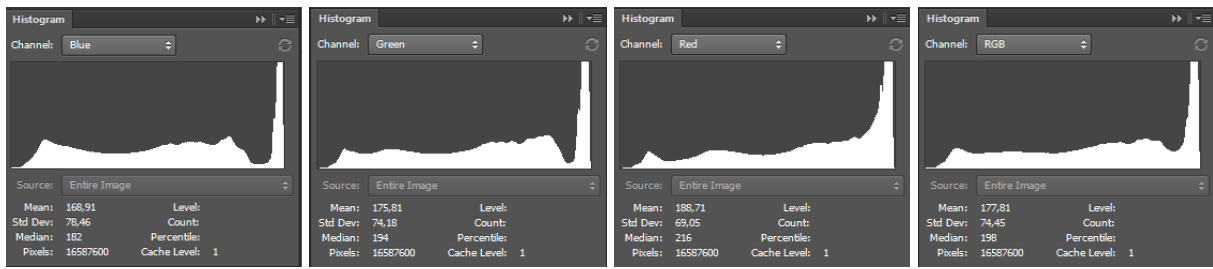 Histogram
Channel: Blue
Source: Entire Image
Mean: 168,91 Level:
Std Dev: 78,46 Count:
Median: 182 Percentile:
Pixels: 16587600 Cache Level: 1
Histogram
Channel: Green
Source: Entire Image
Mean: 175,81 Level:
Std Dev: 74,18 Count:
Median: 194 Percentile:
Pixels: 16587600 Cache Level: 1
Histogram
Channel: Red
Source: Entire Image
Mean: 188,71 Level:
Std Dev: 69,05 Count:
Median: 216 Percentile:
Pixels: 16587600 Cache Level: 1
Histogram
Channel: RGB
Source: Entire Image
Mean: 177,81 Level:
Std Dev: 74,45 Count:
Median: 198 Percentile:
Pixels: 16587600 Cache Level: 1